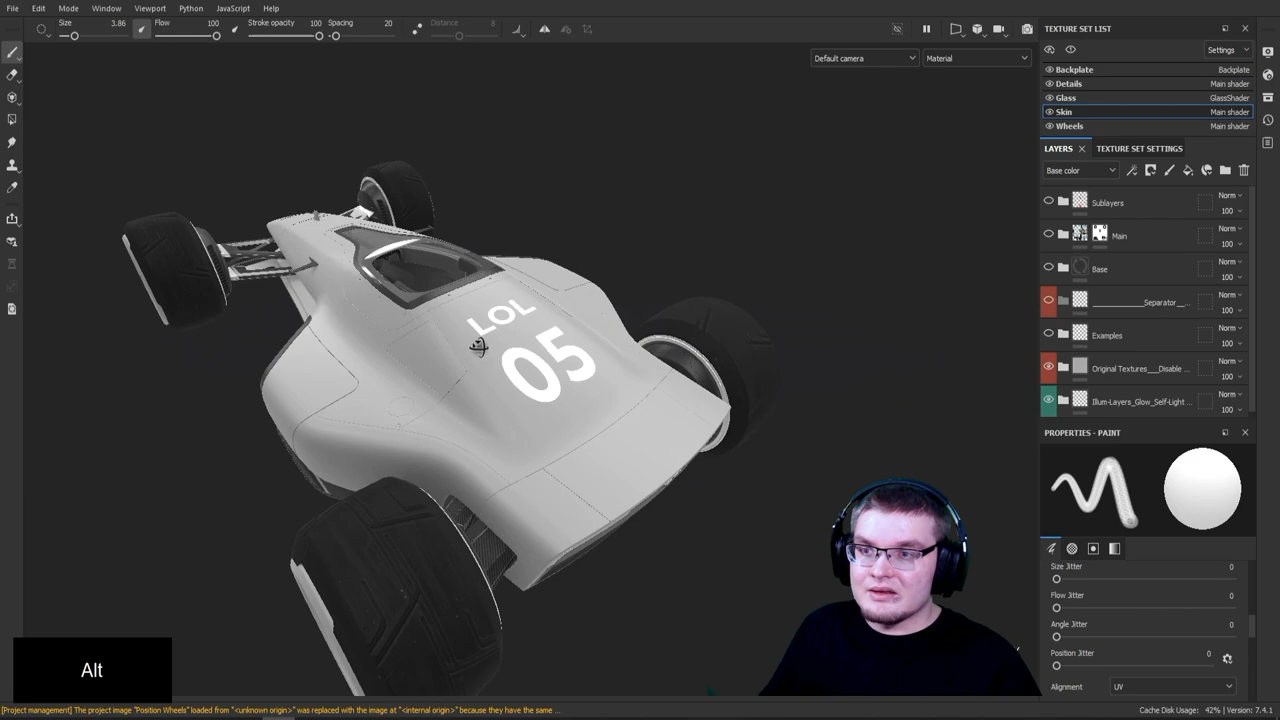 File Edit Mode Window Viewport Python JavaScript Help
Size 3.86 Flow 100 Stroke opacity 100 Spacing 20 Distance 8
Default camera Material
LOL
05
Alt
TEXTURE SET LIST
Settings
Backplate Backplate
Details Main shader
Glass GlassShader
Skin Main shader
Wheels Main shader
LAYERS TEXTURE SET SETTINGS
Base color
Sublayers Norm 100
Main Norm 100
Base Norm 100
____________Separator__... Norm 100
Examples Norm 100
Original Textures___Disable ... Norm 100
Illum-Layers_Glow_Self-Light ... Norm 100
PROPERTIES - PAINT
Size Jitter 0
Flow Jitter 0
Angle Jitter 0
Position Jitter 0
Alignment UV
[Project management] The project image "Position Wheels" loaded from "<unknown origin>" was replaced with the image at "<internal origin>" because they have the same ...
Cache Disk Usage: 42% | Version: 7.4.1